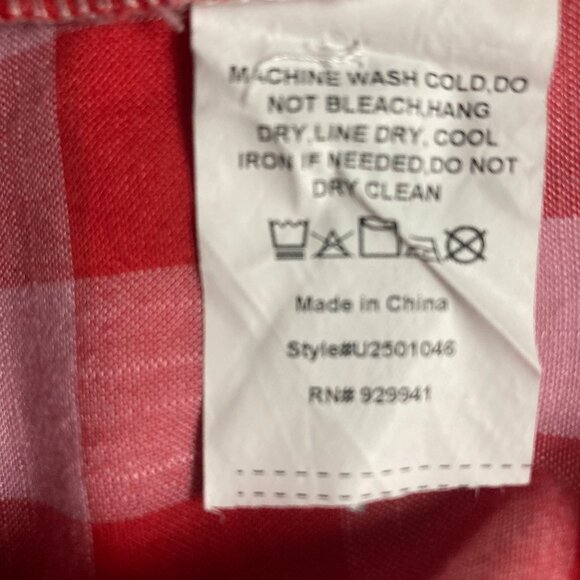 MACHINE WASH COLD,DO
NOT BLEACH,HANG
DRY,LINE DRY, COOL
IRON IF NEEDED,DO NOT
DRY CLEAN
Made in China
Style#U2501046
RN# 929941